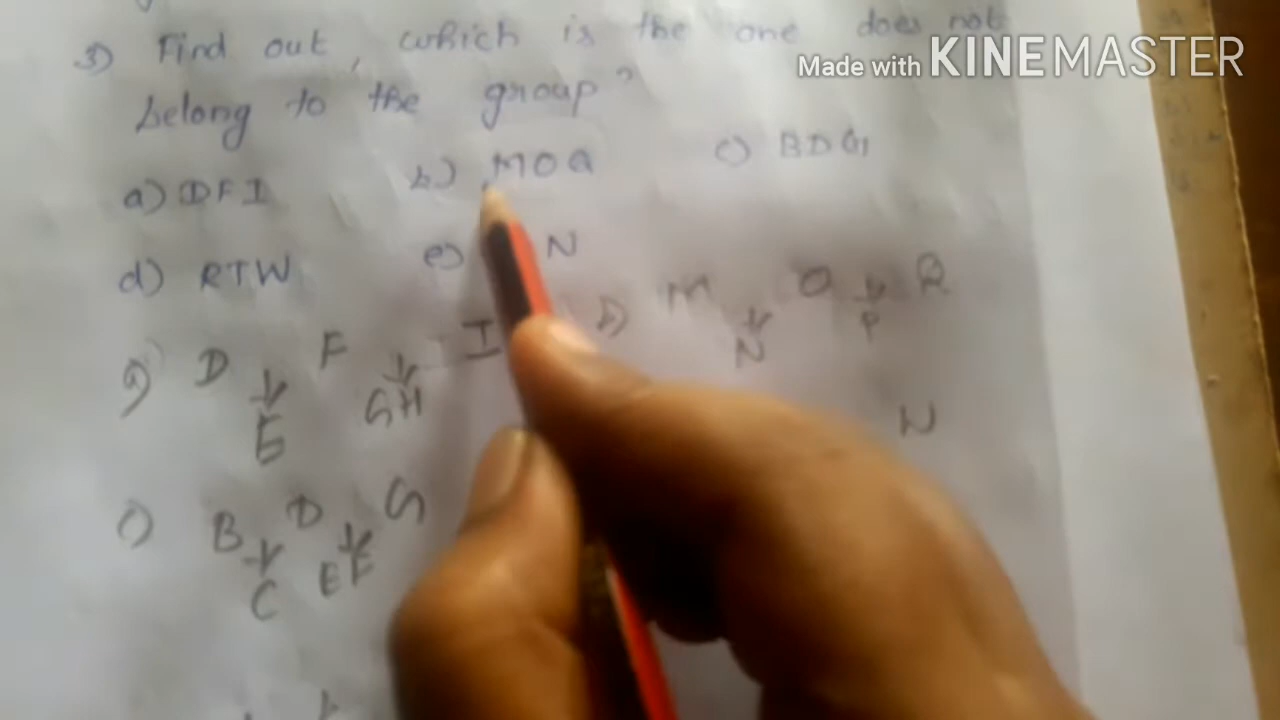 Made with KINEMASTER
3) Find out, which is the one does not
belong to the group?
a) DFI b) MOQ c) BDG
d) RTW e) N
a) D F I b) M O Q
E GH N P
N
c) B D G
C EF